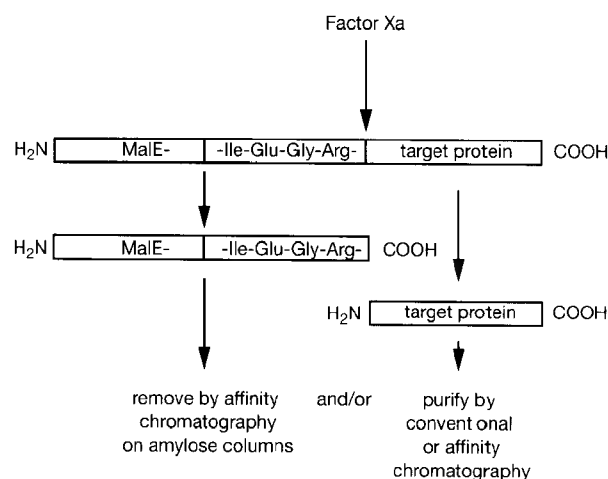 Factor Xa
H₂N MalE- -Ile-Glu-Gly-Arg- target protein COOH
H₂N MalE- -Ile-Glu-Gly-Arg- COOH
H₂N target protein COOH
remove by affinity
chromatography
on amylose columns
and/or
purify by
convent onal
or affinity
chromatography